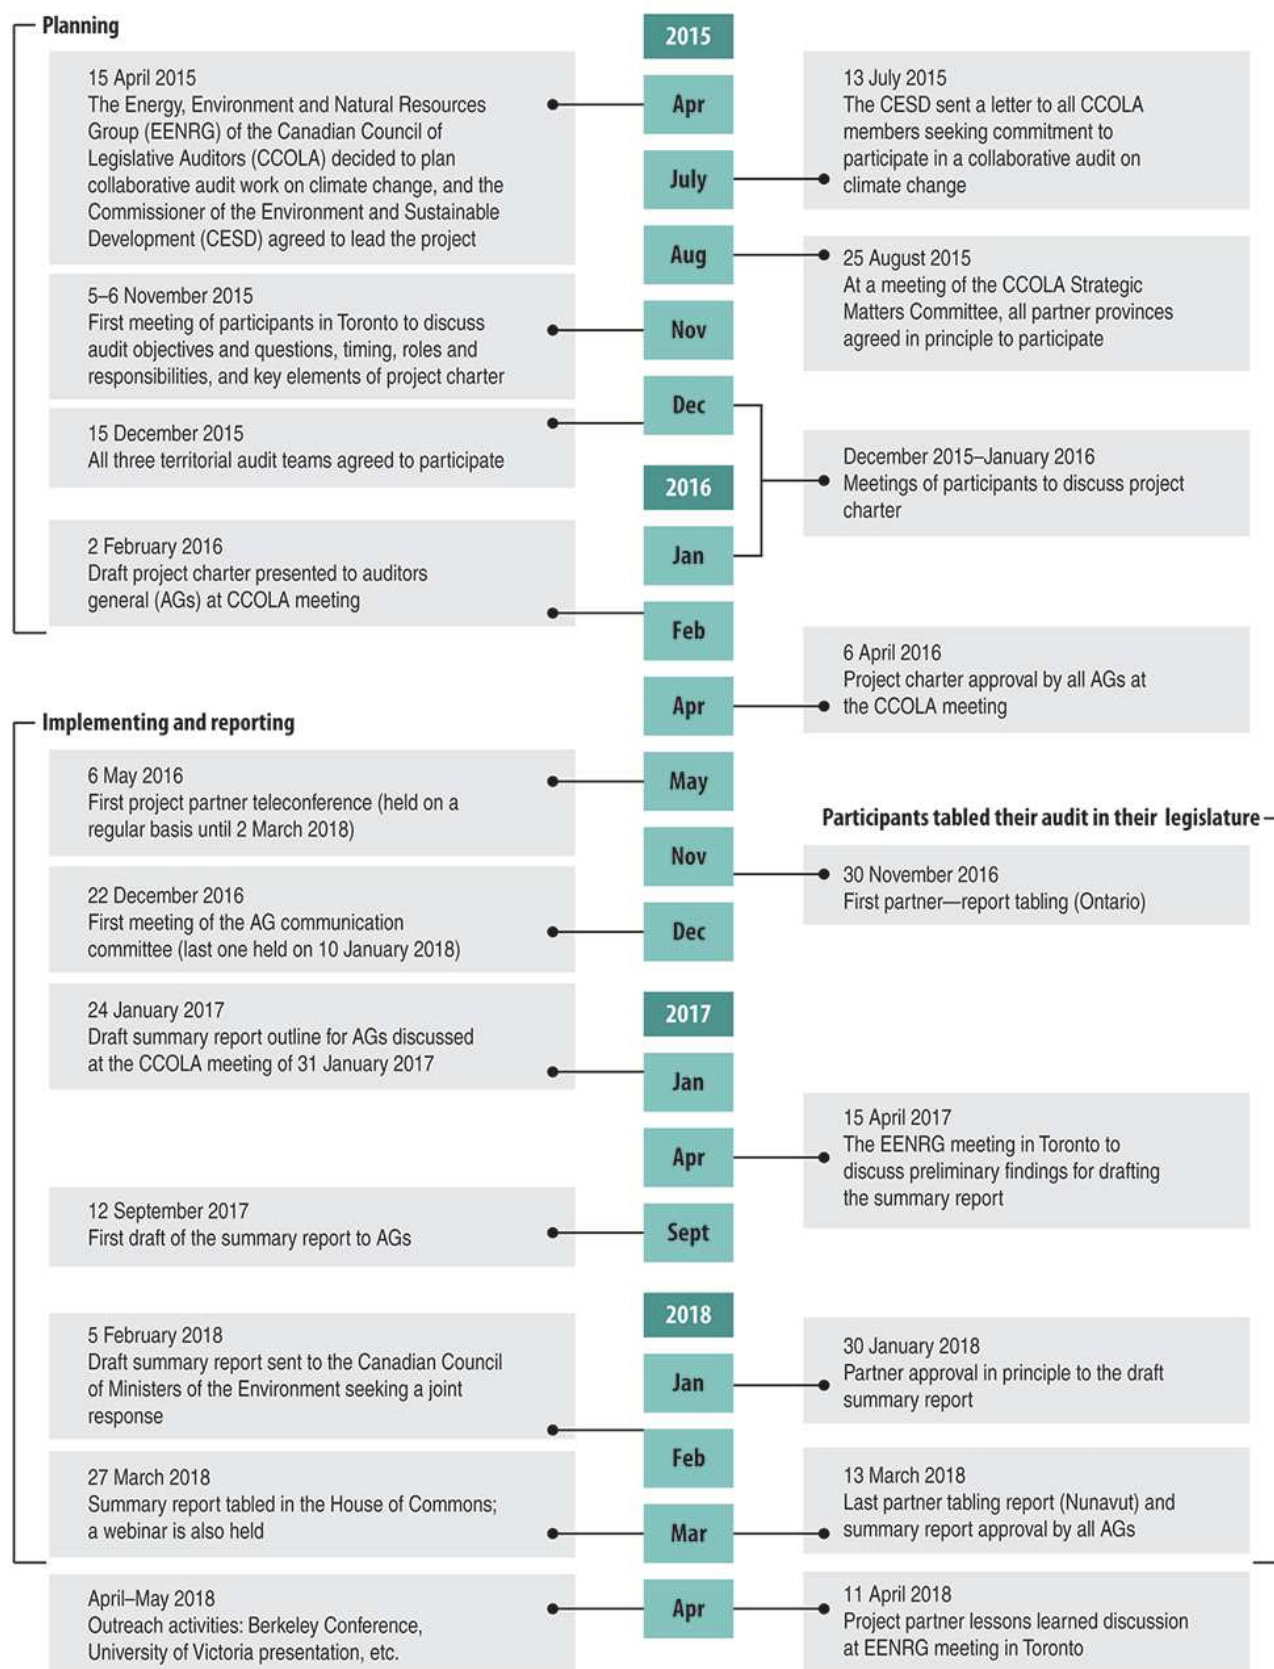 Planning
2015
15 April 2015
The Energy, Environment and Natural Resources
Group (EENRG) of the Canadian Council of
Legislative Auditors (CCOLA) decided to plan
collaborative audit work on climate change, and the
Commissioner of the Environment and Sustainable
Development (CESD) agreed to lead the project
Apr
13 July 2015
The CESD sent a letter to all CCOLA
members seeking commitment to
participate in a collaborative audit on
climate change
July
Aug
25 August 2015
At a meeting of the CCOLA Strategic
Matters Committee, all partner provinces
agreed in principle to participate
5–6 November 2015
First meeting of participants in Toronto to discuss
audit objectives and questions, timing, roles and
responsibilities, and key elements of project charter
Nov
Dec
15 December 2015
All three territorial audit teams agreed to participate
December 2015–January 2016
Meetings of participants to discuss project
charter
2016
Jan
2 February 2016
Draft project charter presented to auditors
general (AGs) at CCOLA meeting
Feb
6 April 2016
Project charter approval by all AGs at
the CCOLA meeting
Apr
Implementing and reporting
6 May 2016
First project partner teleconference (held on a
regular basis until 2 March 2018)
May
Participants tabled their audit in their legislature
Nov
30 November 2016
First partner—report tabling (Ontario)
22 December 2016
First meeting of the AG communication
committee (last one held on 10 January 2018)
Dec
2017
24 January 2017
Draft summary report outline for AGs discussed
at the CCOLA meeting of 31 January 2017
Jan
Apr
15 April 2017
The EENRG meeting in Toronto to
discuss preliminary findings for drafting
the summary report
12 September 2017
First draft of the summary report to AGs
Sept
2018
5 February 2018
Draft summary report sent to the Canadian Council
of Ministers of the Environment seeking a joint
response
Jan
30 January 2018
Partner approval in principle to the draft
summary report
Feb
27 March 2018
Summary report tabled in the House of Commons;
a webinar is also held
Mar
13 March 2018
Last partner tabling report (Nunavut) and
summary report approval by all AGs
April–May 2018
Outreach activities: Berkeley Conference,
University of Victoria presentation, etc.
Apr
11 April 2018
Project partner lessons learned discussion
at EENRG meeting in Toronto